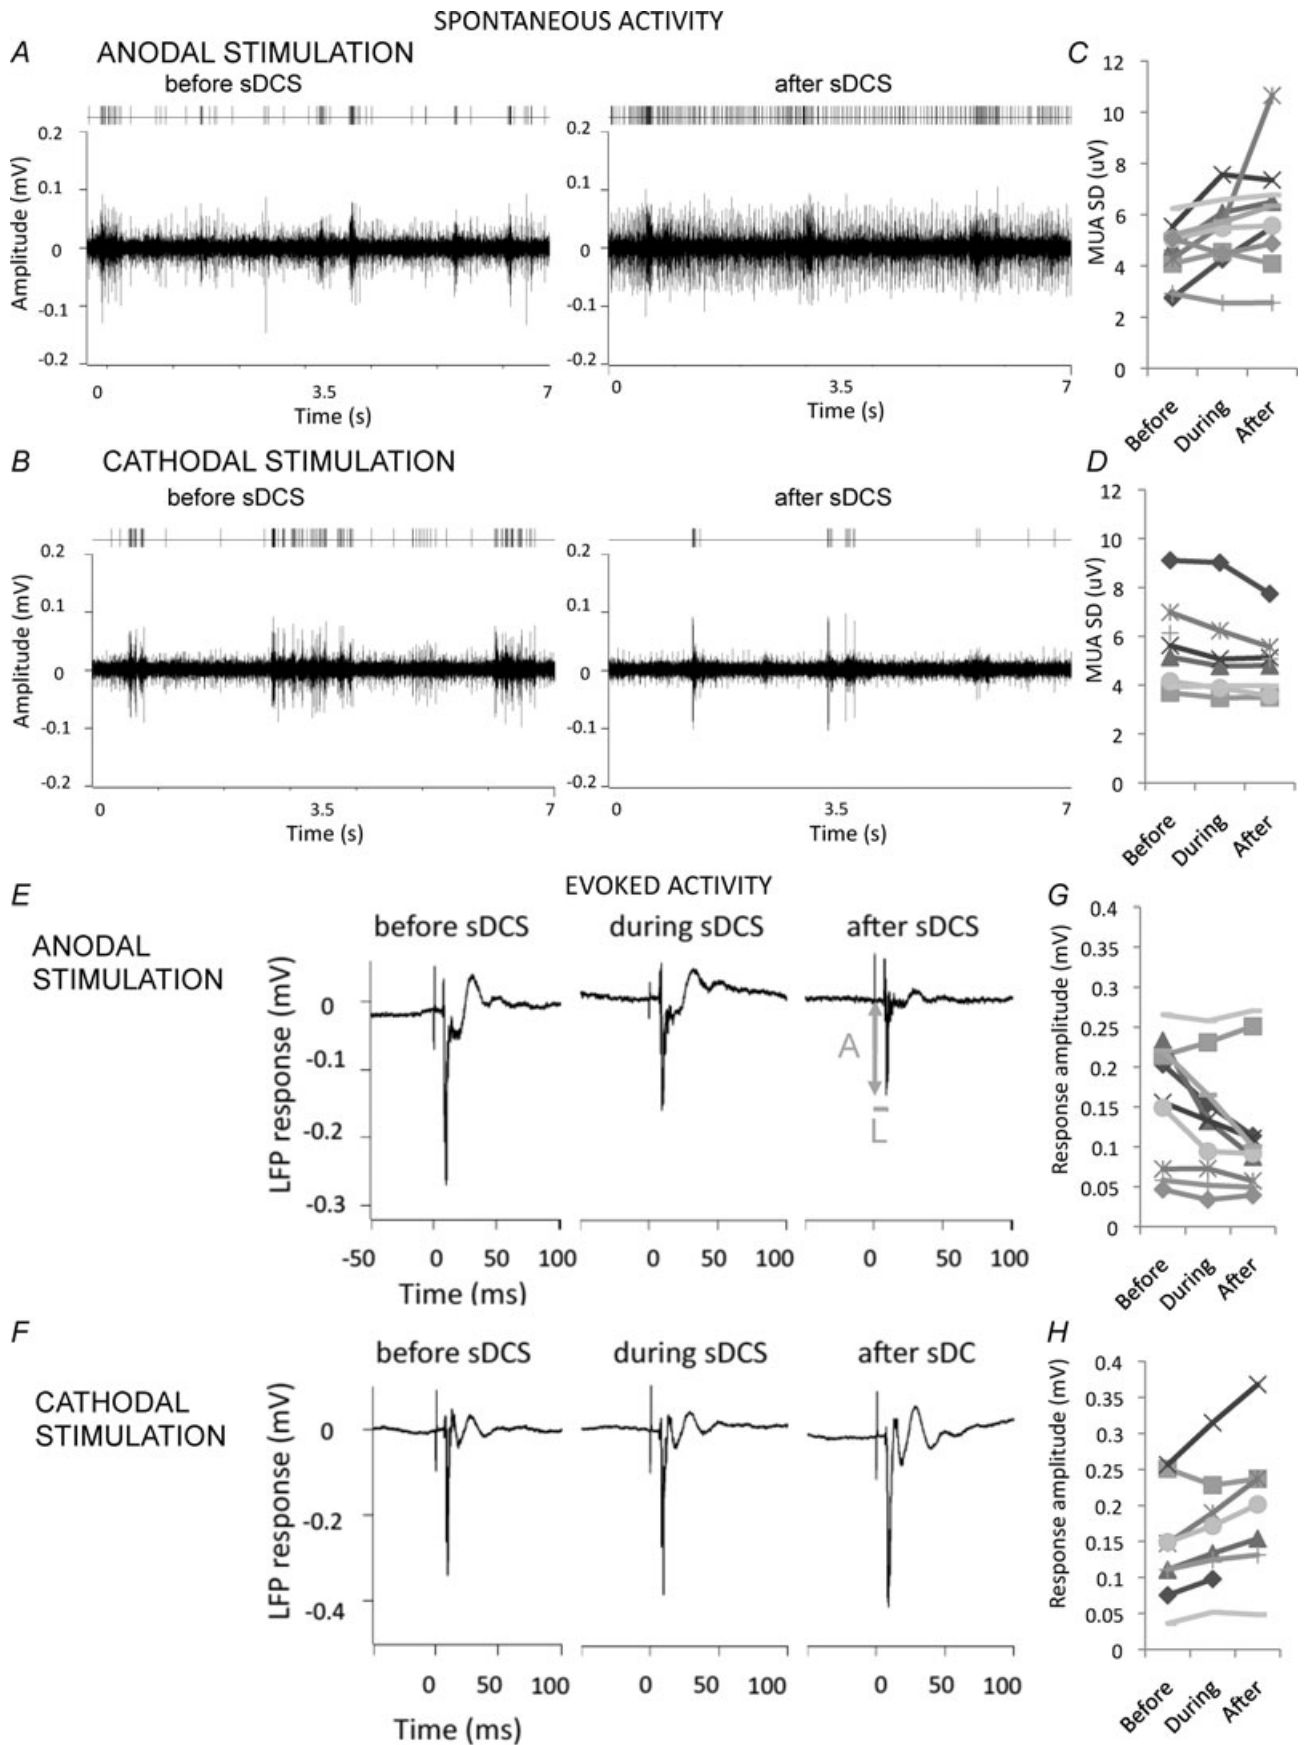 SPONTANEOUS ACTIVITY
A ANODAL STIMULATION
before sDCS
after sDCS
Amplitude (mV)
0.2
0.1
0
-0.1
-0.2
0 3.5 7
Time (s)
0.2
0.1
0
-0.1
-0.2
0 3.5 7
Time (s)
C
MUA SD (uV)
12
10
8
6
4
2
0
Before During After
B CATHODAL STIMULATION
before sDCS
after sDCS
Amplitude (mV)
0.2
0.1
0
-0.1
-0.2
0 3.5 7
Time (s)
0.2
0.1
0
-0.1
-0.2
0 3.5 7
Time (s)
D
MUA SD (uV)
12
10
8
6
4
2
0
Before During After
EVOKED ACTIVITY
E
ANODAL
STIMULATION
before sDCS during sDCS after sDCS
LFP response (mV)
0
-0.1
-0.2
-0.3
A
L
-50 0 50 100
0 50 100
0 50 100
Time (ms)
G
Response amplitude (mV)
0.4
0.35
0.3
0.25
0.2
0.15
0.1
0.05
0
Before During After
F
CATHODAL
STIMULATION
before sDCS during sDCS after sDC
LFP response (mV)
0
-0.2
-0.4
0 50 100
0 50 100
0 50 100
Time (ms)
H
Response amplitude (mV)
0.4
0.35
0.3
0.25
0.2
0.15
0.1
0.05
0
Before During After